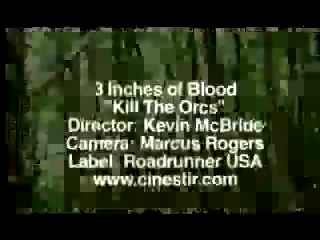 3 Inches of Blood
"Kill The Orcs"
Director: Kevin McBride
Camera: Marcus Rogers
Label: Roadrunner USA
www.cinestir.com